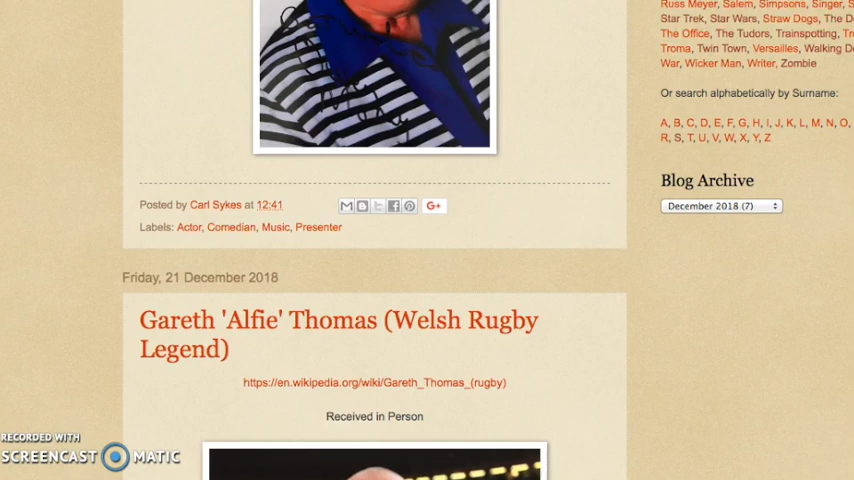 Russ Meyer, Salem, Simpsons, Singer,
Star Trek, Star Wars, Straw Dogs, The
The Office, The Tudors, Trainspotting,
Troma, Twin Town, Versailles, Walking
War, Wicker Man, Writer, Zombie
Or search alphabetically by Surname:
A, B, C, D, E, F, G, H, I, J, K, L, M, N, O,
R, S, T, U, V, W, X, Y, Z
Blog Archive
December 2018 (7)
Posted by Carl Sykes at 12:41
G+
Labels: Actor, Comedian, Music, Presenter
Friday, 21 December 2018
Gareth 'Alfie' Thomas (Welsh Rugby
Legend)
https://en.wikipedia.org/wiki/Gareth_Thomas_(rugby)
Received in Person
RECORDED WITH
SCREENCAST MATIC